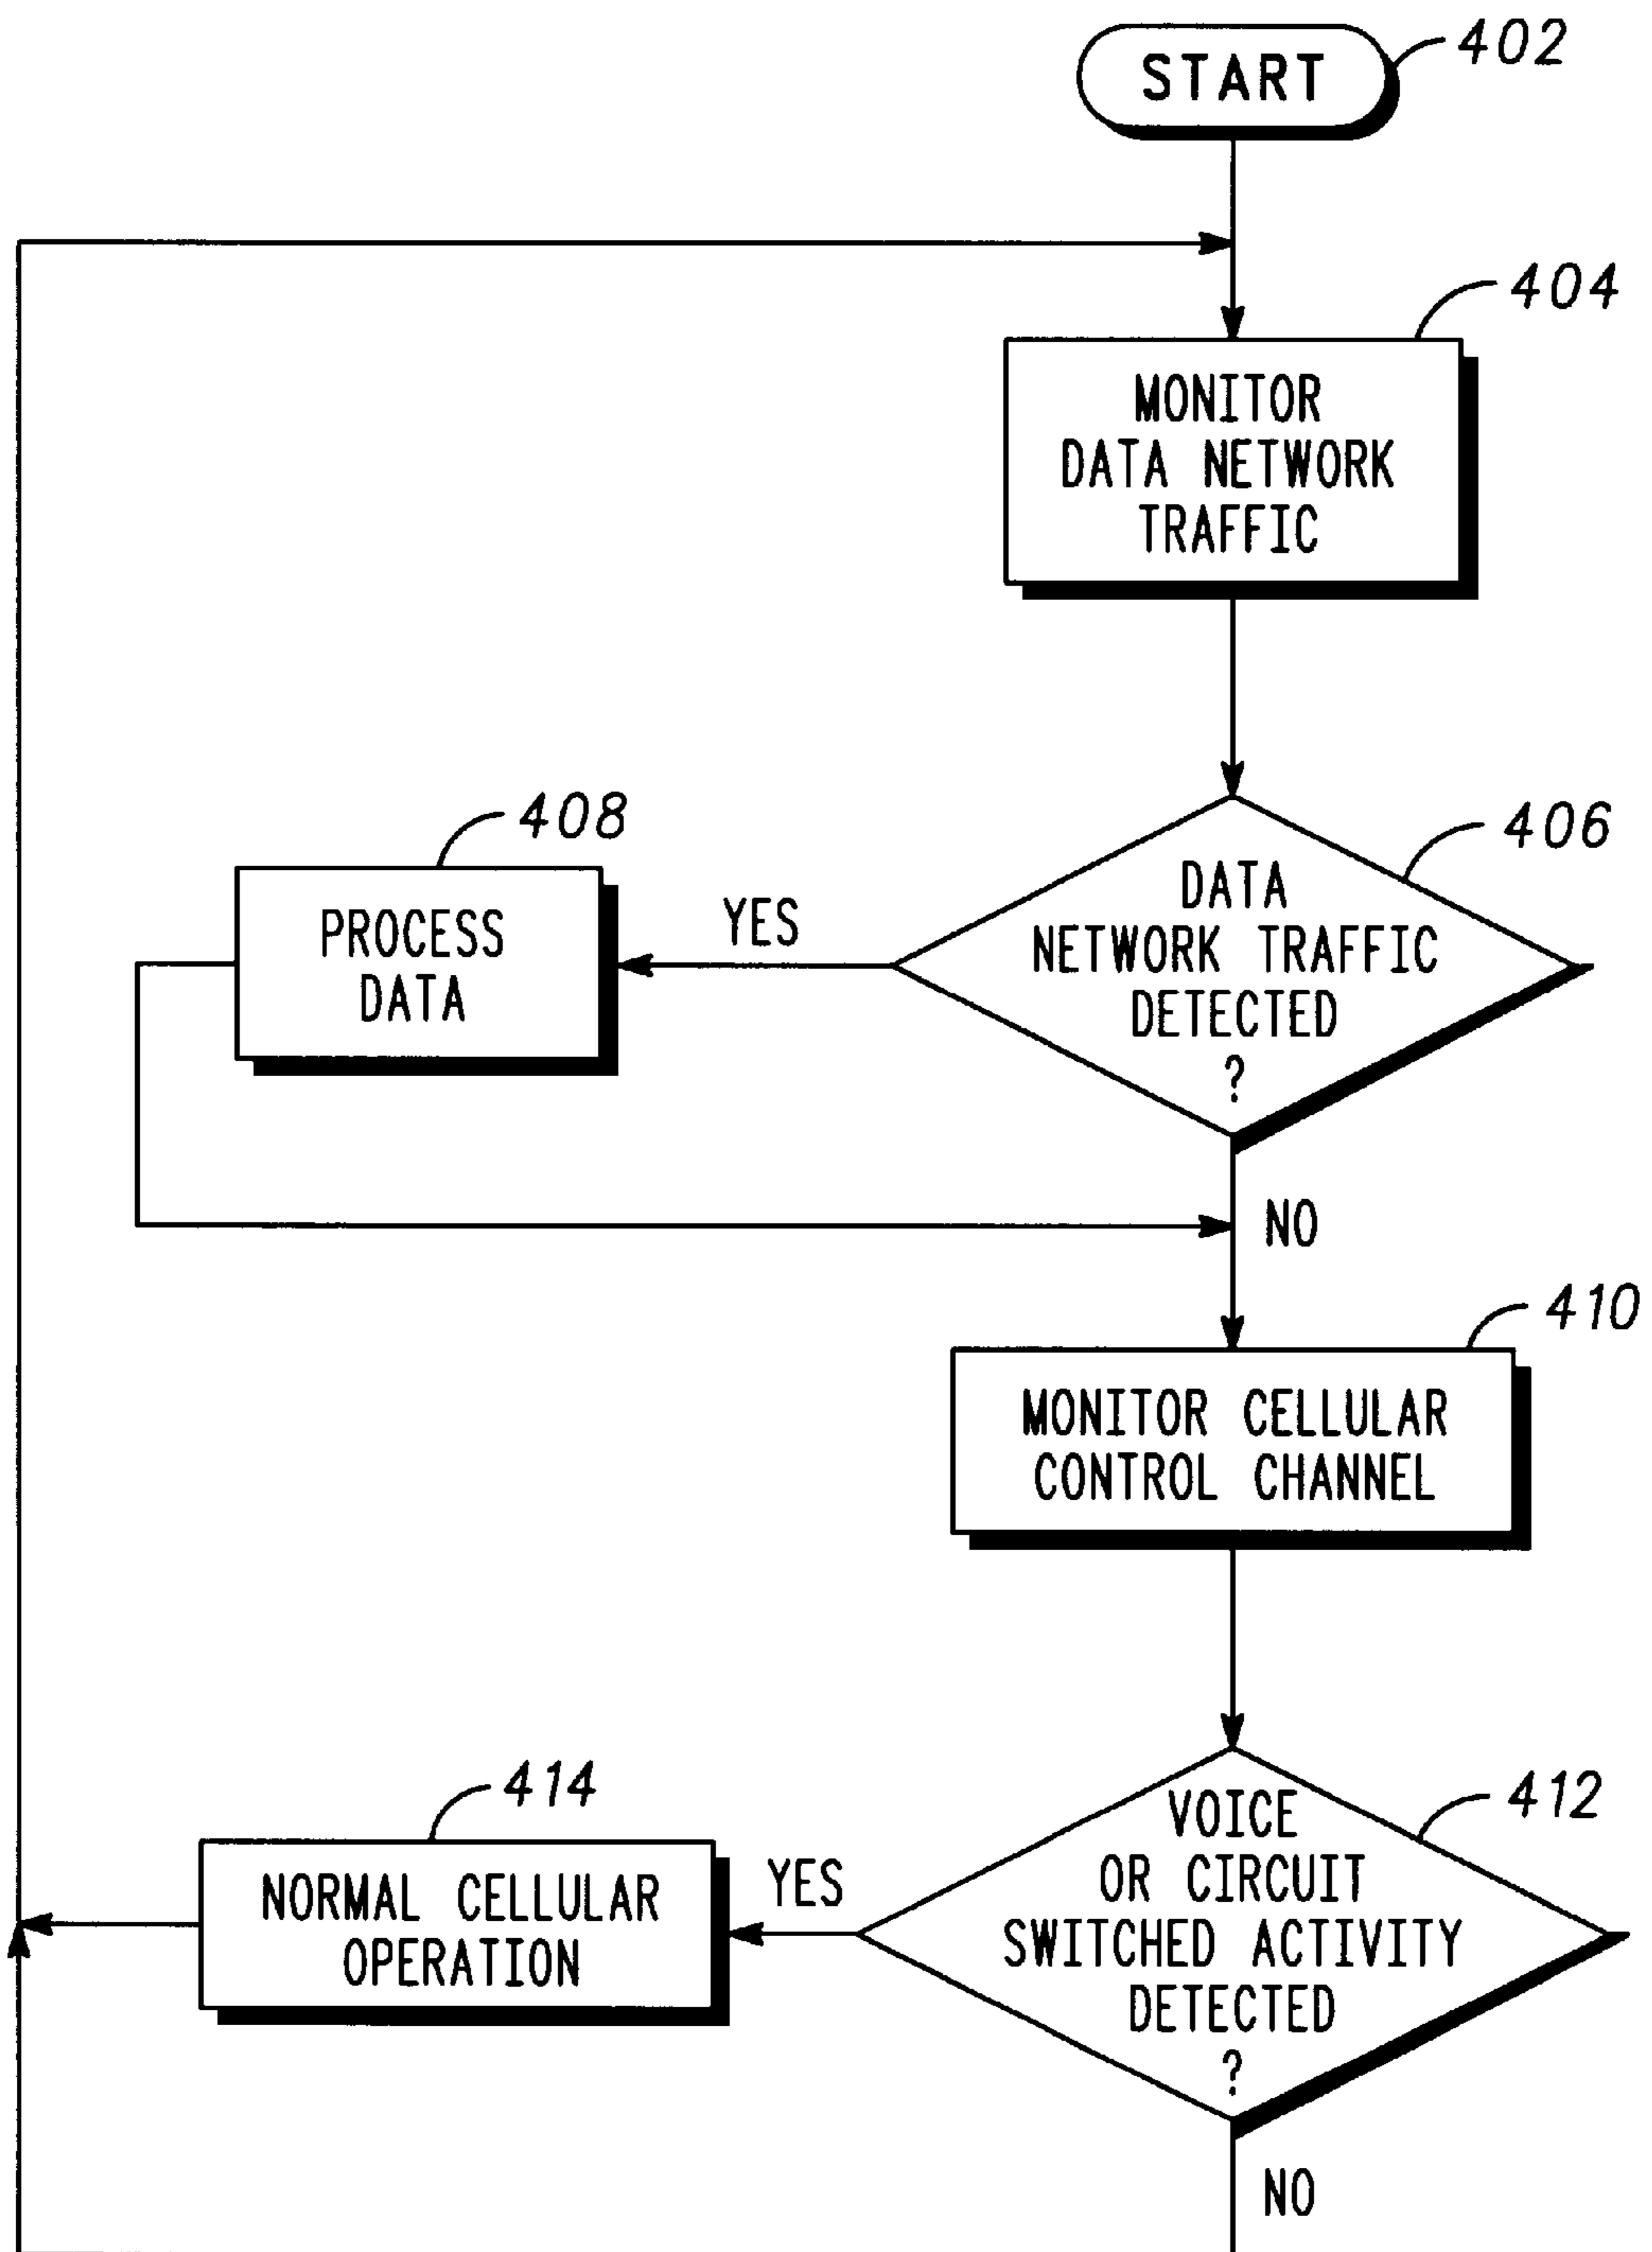 START
402
404
MONITOR
DATA NETWORK
TRAFFIC
408
406
PROCESS
DATA
YES
DATA
NETWORK TRAFFIC
DETECTED
?
NO
410
MONITOR CELLULAR
CONTROL CHANNEL
414
412
NORMAL CELLULAR
OPERATION
YES
VOICE
OR CIRCUIT
SWITCHED ACTIVITY
DETECTED
?
NO